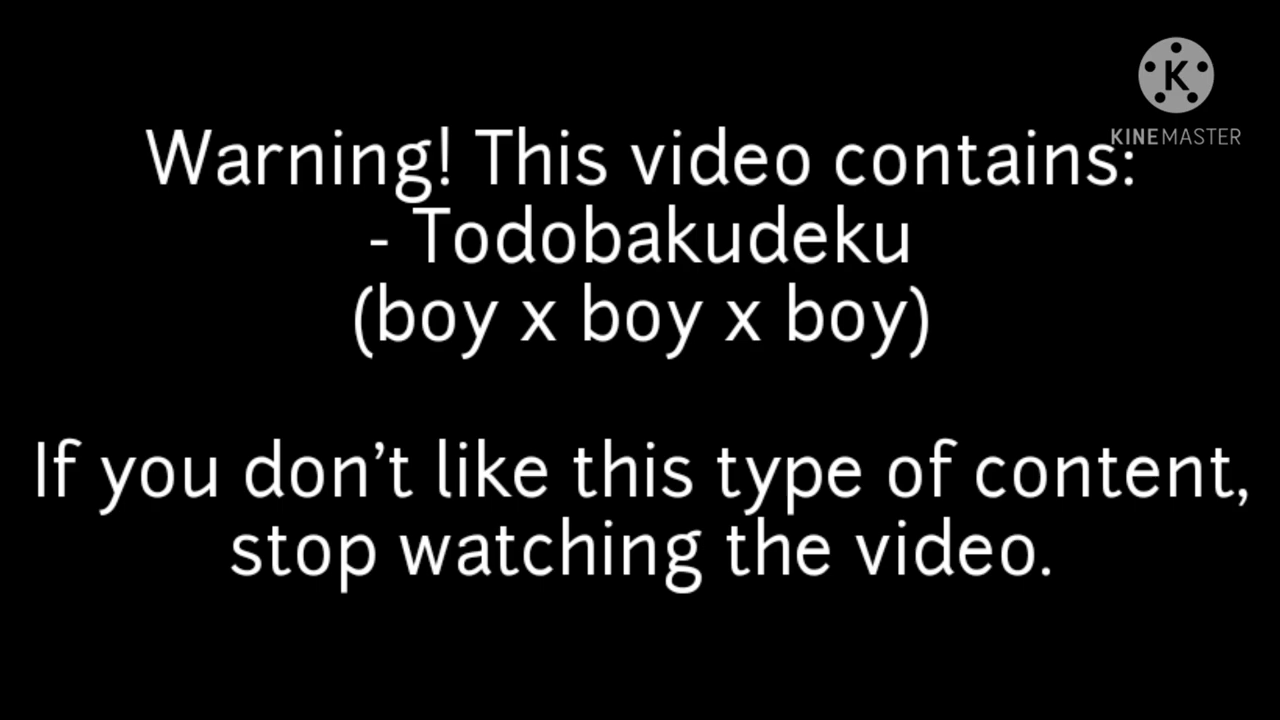 K
KINEMASTER
Warning! This video contains:
- Todobakudeku
(boy x boy x boy)
If you don’t like this type of content,
stop watching the video.